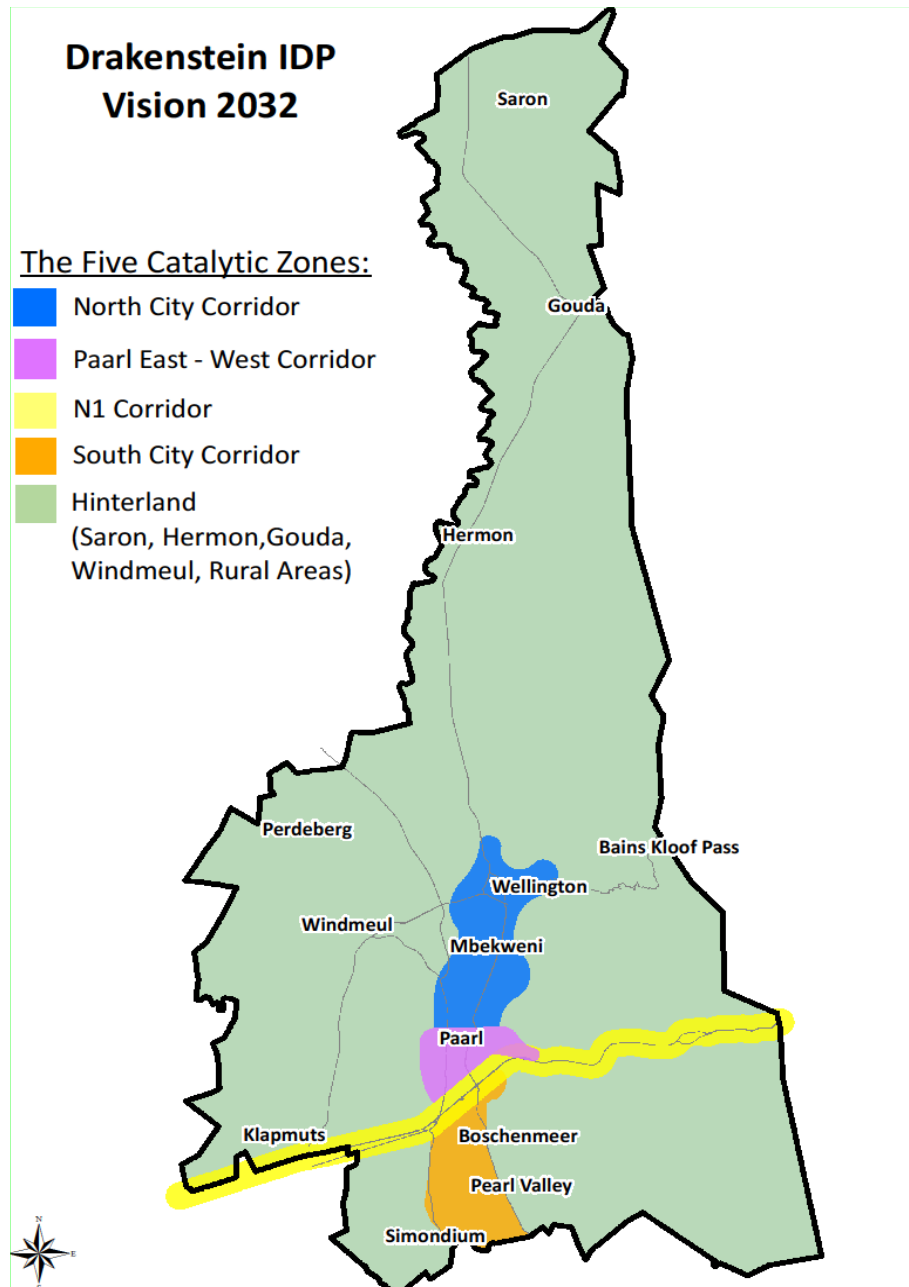 Drakenstein IDP
Vision 2032
The Five Catalytic Zones:
North City Corridor
Paarl East - West Corridor
N1 Corridor
South City Corridor
Hinterland
(Saron, Hermon,Gouda,
Windmeul, Rural Areas)
Saron
Gouda
Hermon
Perdeberg
Bains Kloof Pass
Wellington
Windmeul
Mbekweni
Paarl
Klapmuts
Boschenmeer
Pearl Valley
Simondium
N
E